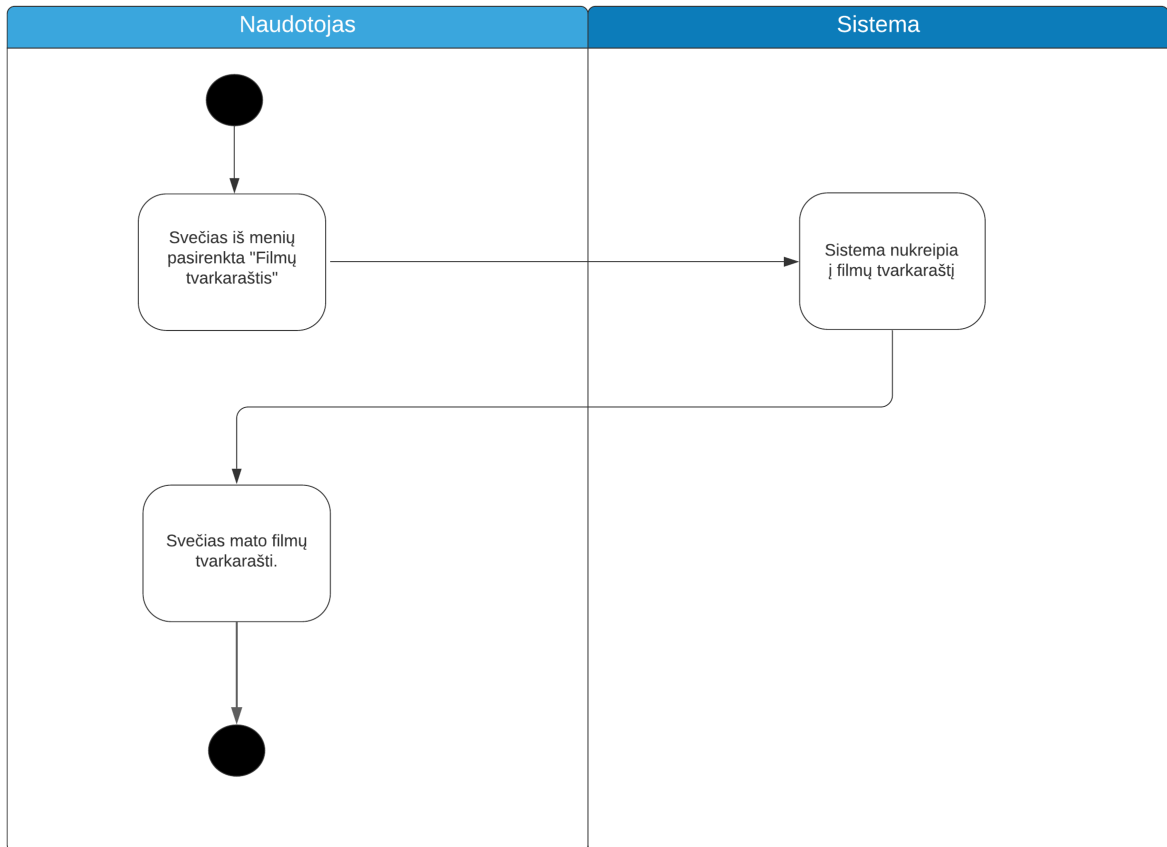 Naudotojas
Sistema
Svečias iš menių
pasirenkta "Filmų
tvarkaraštis"
Sistema nukreipia
į filmų tvarkaraštį
Svečias mato filmų
tvarkarašti.